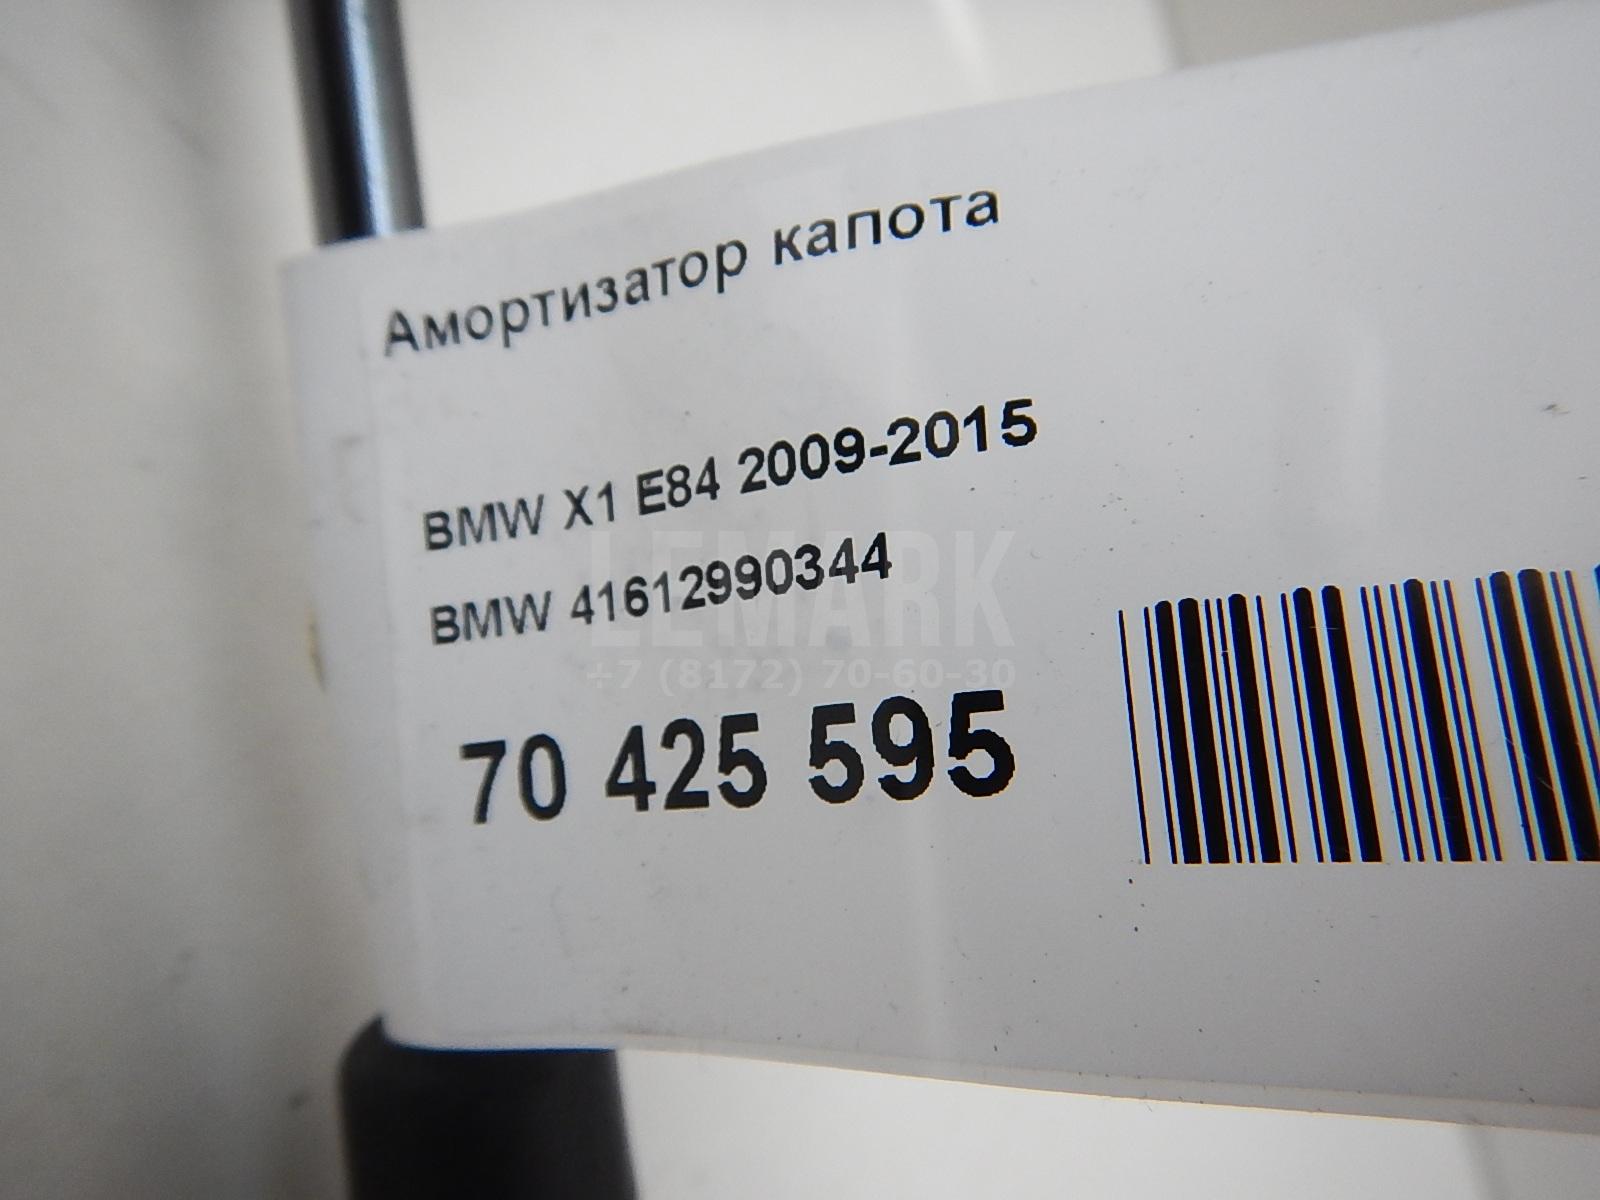 Амортизатор капота
BMW X1 E84 2009-2015
BMW 41612990344
LEMARK
+7 (8172) 70-60-30
70 425 595